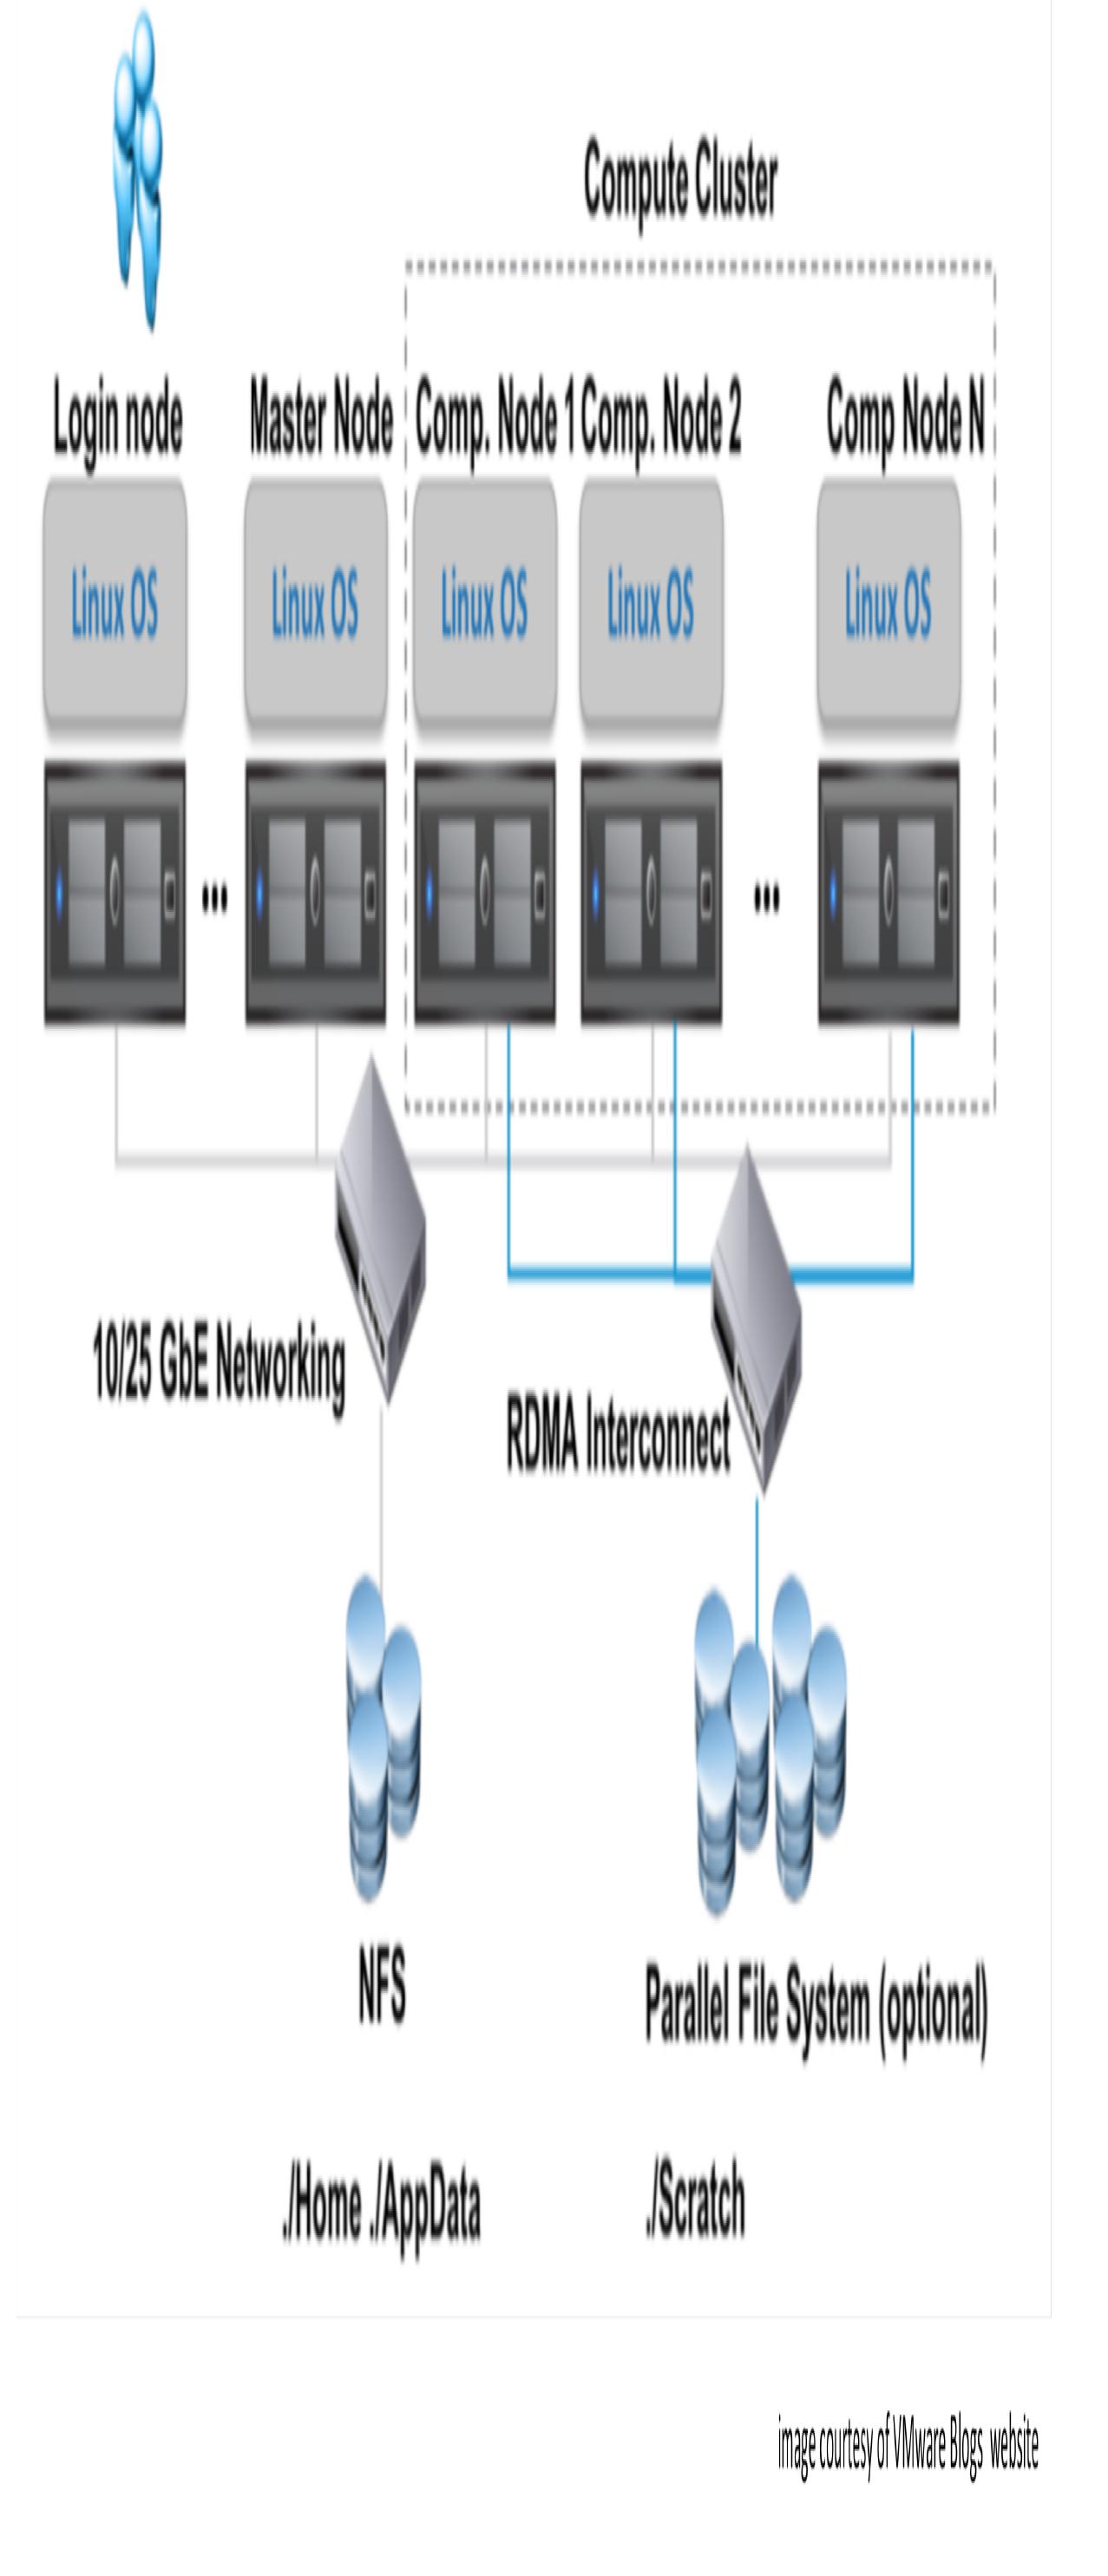 Compute Cluster
Login node
Master Node
Comp. Node 1
Comp. Node 2
Comp Node N
Linux OS
Linux OS
Linux OS
Linux OS
Linux OS
...
...
10/25 GbE Networking
RDMA Interconnect
NFS
Parallel File System (optional)
./Home ./AppData
./Scratch
image courtesy of VMware Blogs website